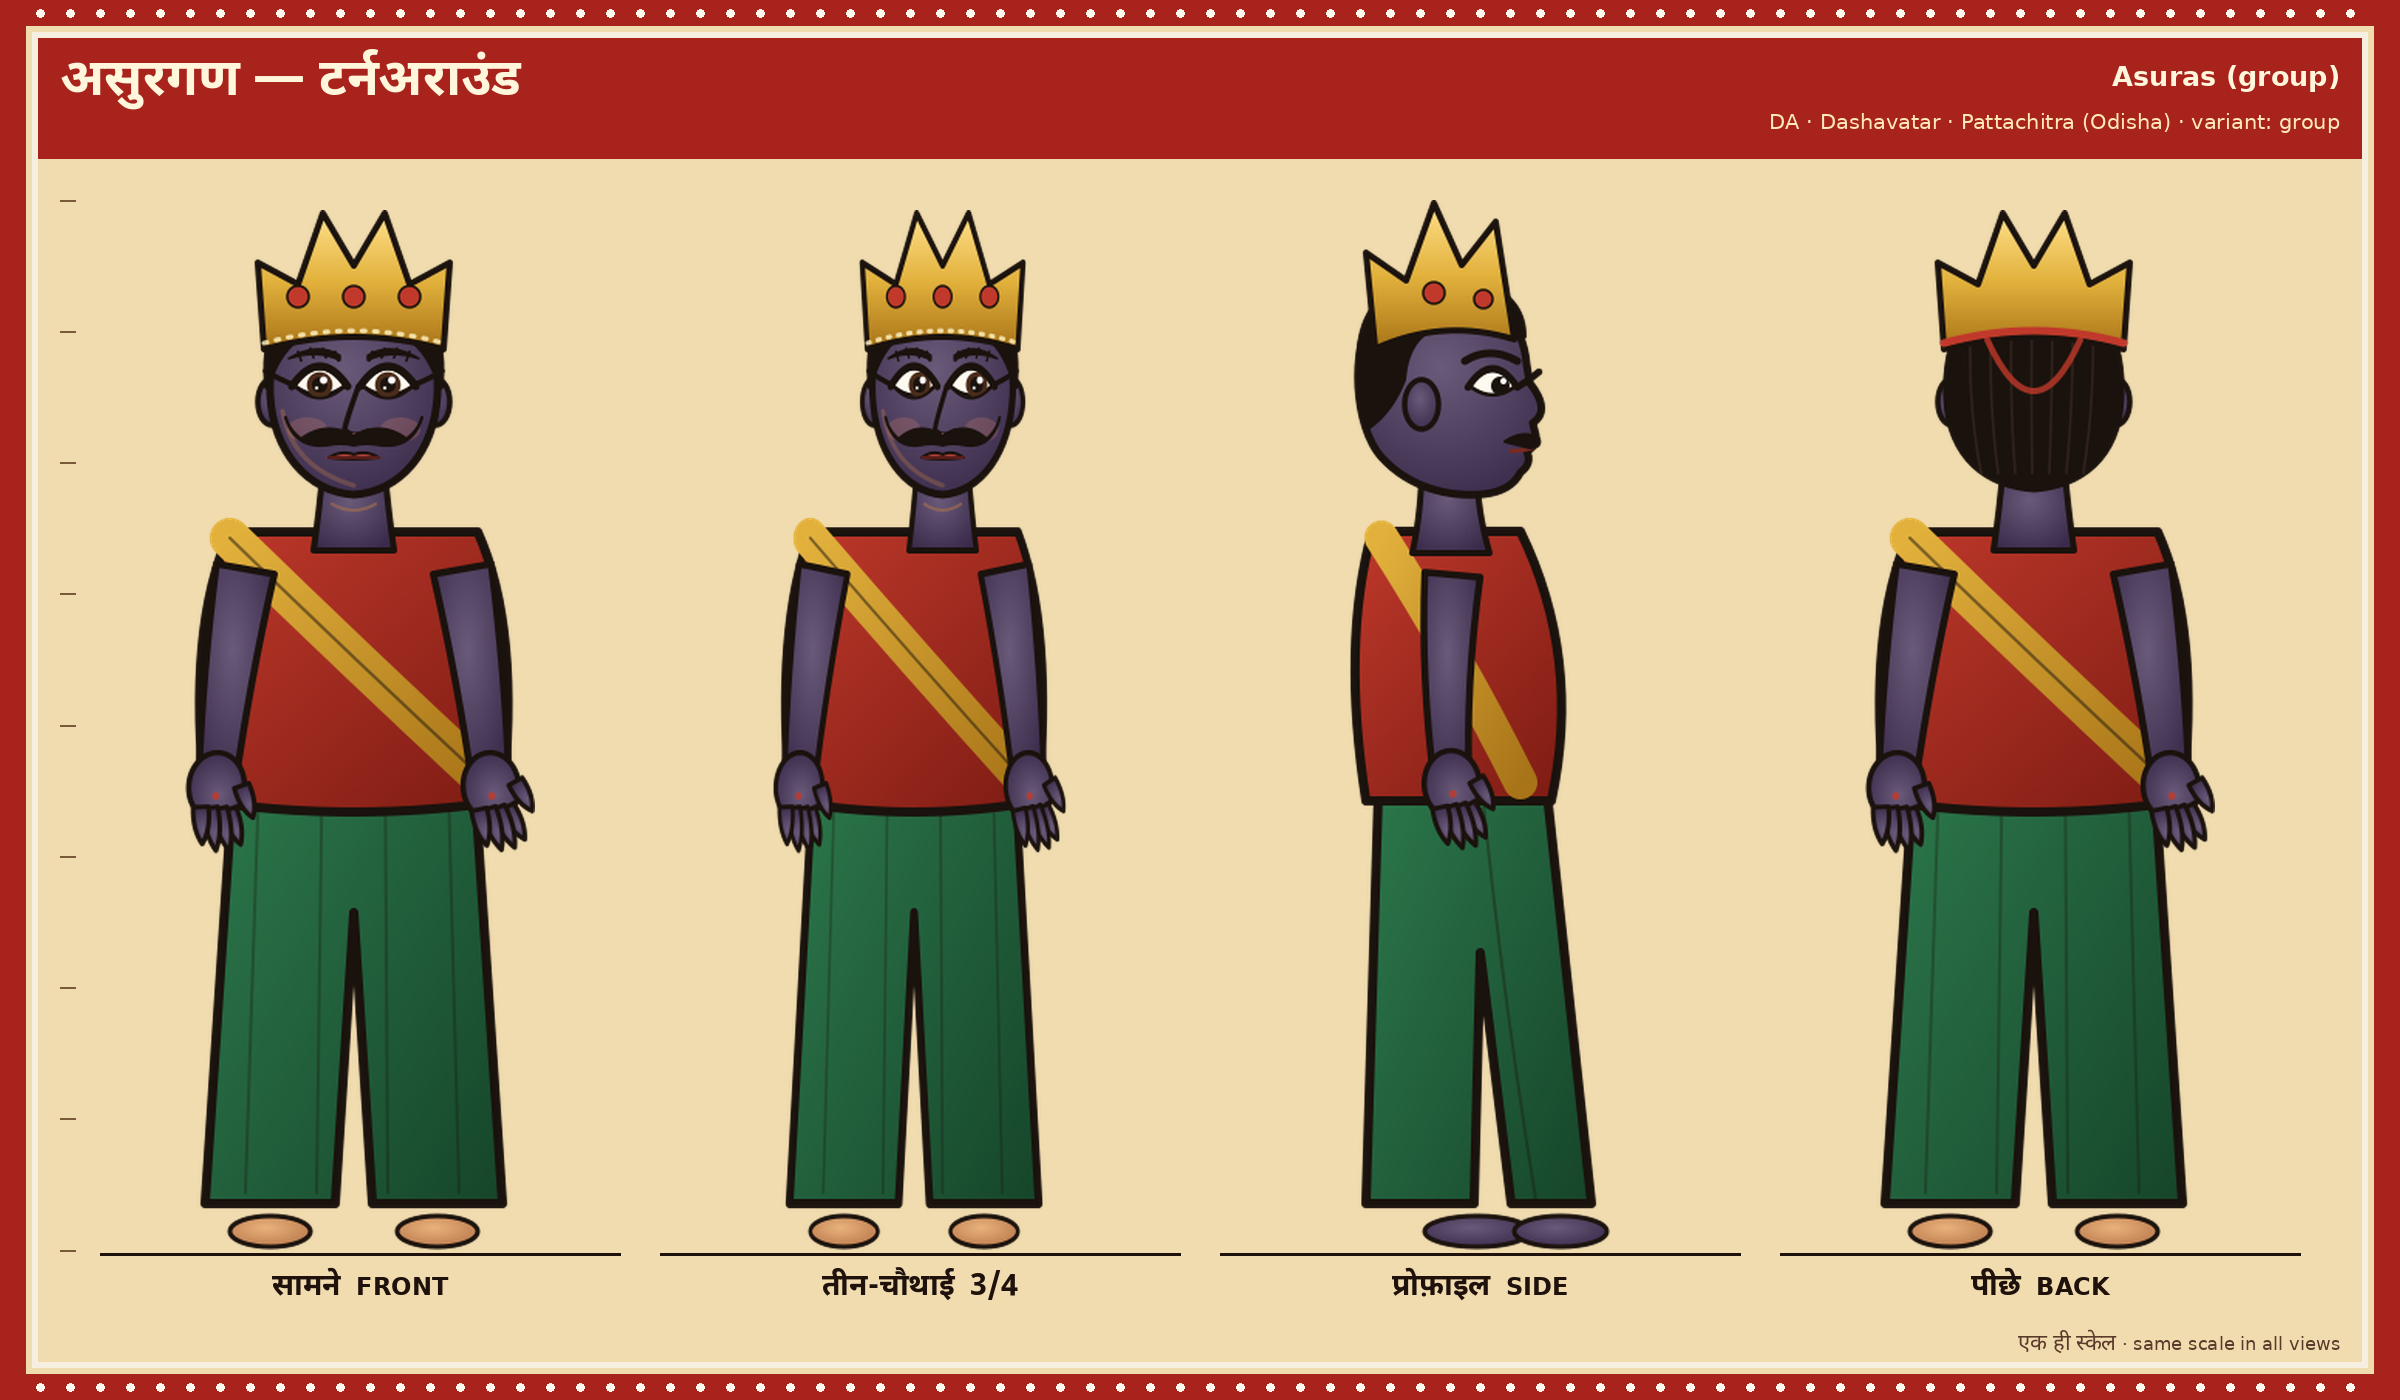 असुरगण — टर्नअराउंड
Asuras (group)
DA · Dashavatar · Pattachitra (Odisha) · variant: group
सामने FRONT
तीन-चौथाई 3/4
प्रोफ़ाइल SIDE
पीछे BACK
एक ही स्केल · same scale in all views